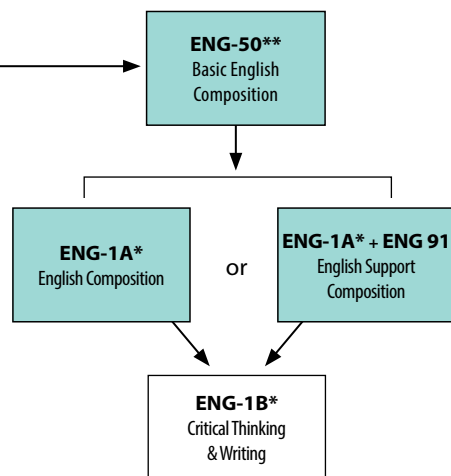 ENG-50**
Basic English
Composition
ENG-1A*
English Composition
or
ENG-1A* + ENG 91
English Support
Composition
ENG-1B*
Critical Thinking
& Writing